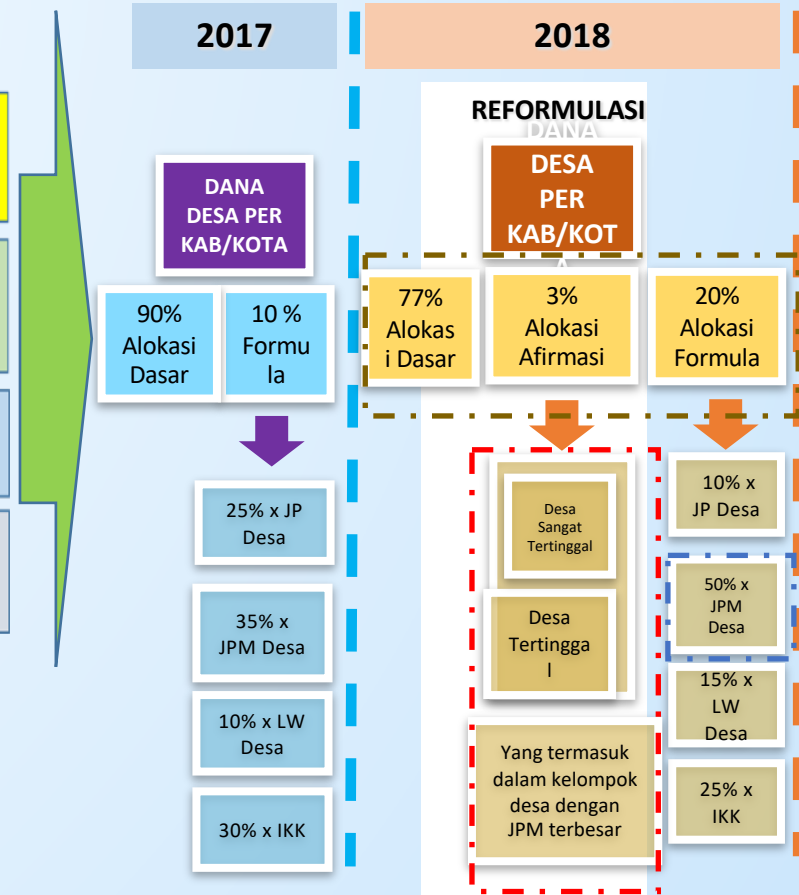 2017
DANA
DESA PER
KAB/KOTA
90%
Alokasi
Dasar
10 %
Formu
la
25% x JP
Desa
35% x
JPM Desa
10% x LW
Desa
30% x IKK
2018
REFORMULASI
DANA
DESA
PER
KAB/KOT
A
77%
Alokas
i Dasar
3%
Alokasi
Afirmasi
20%
Alokasi
Formula
Desa
Sangat
Tertinggal
Desa
Tertingga
l
Yang termasuk
dalam kelompok
desa dengan
JPM terbesar
10% x
JP Desa
50% x
JPM
Desa
15% x
LW
Desa
25% x
IKK